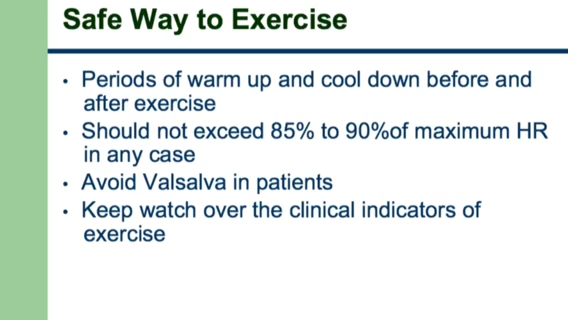 Safe Way to Exercise
• Periods of warm up and cool down before and
after exercise
• Should not exceed 85% to 90%of maximum HR
in any case
• Avoid Valsalva in patients
• Keep watch over the clinical indicators of
exercise